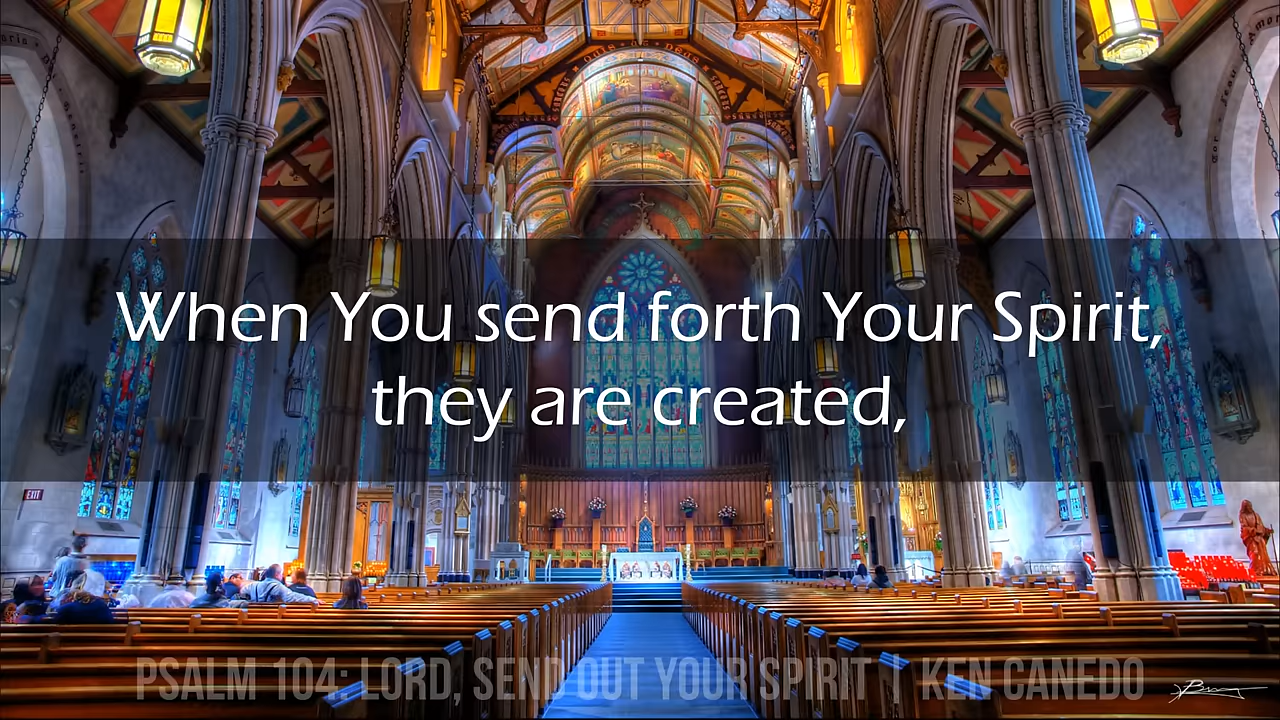 When You send forth Your Spirit,
they are created,
EXIT
PSALM 104: LORD, SEND OUT YOUR SPIRIT | KEN CANEDO